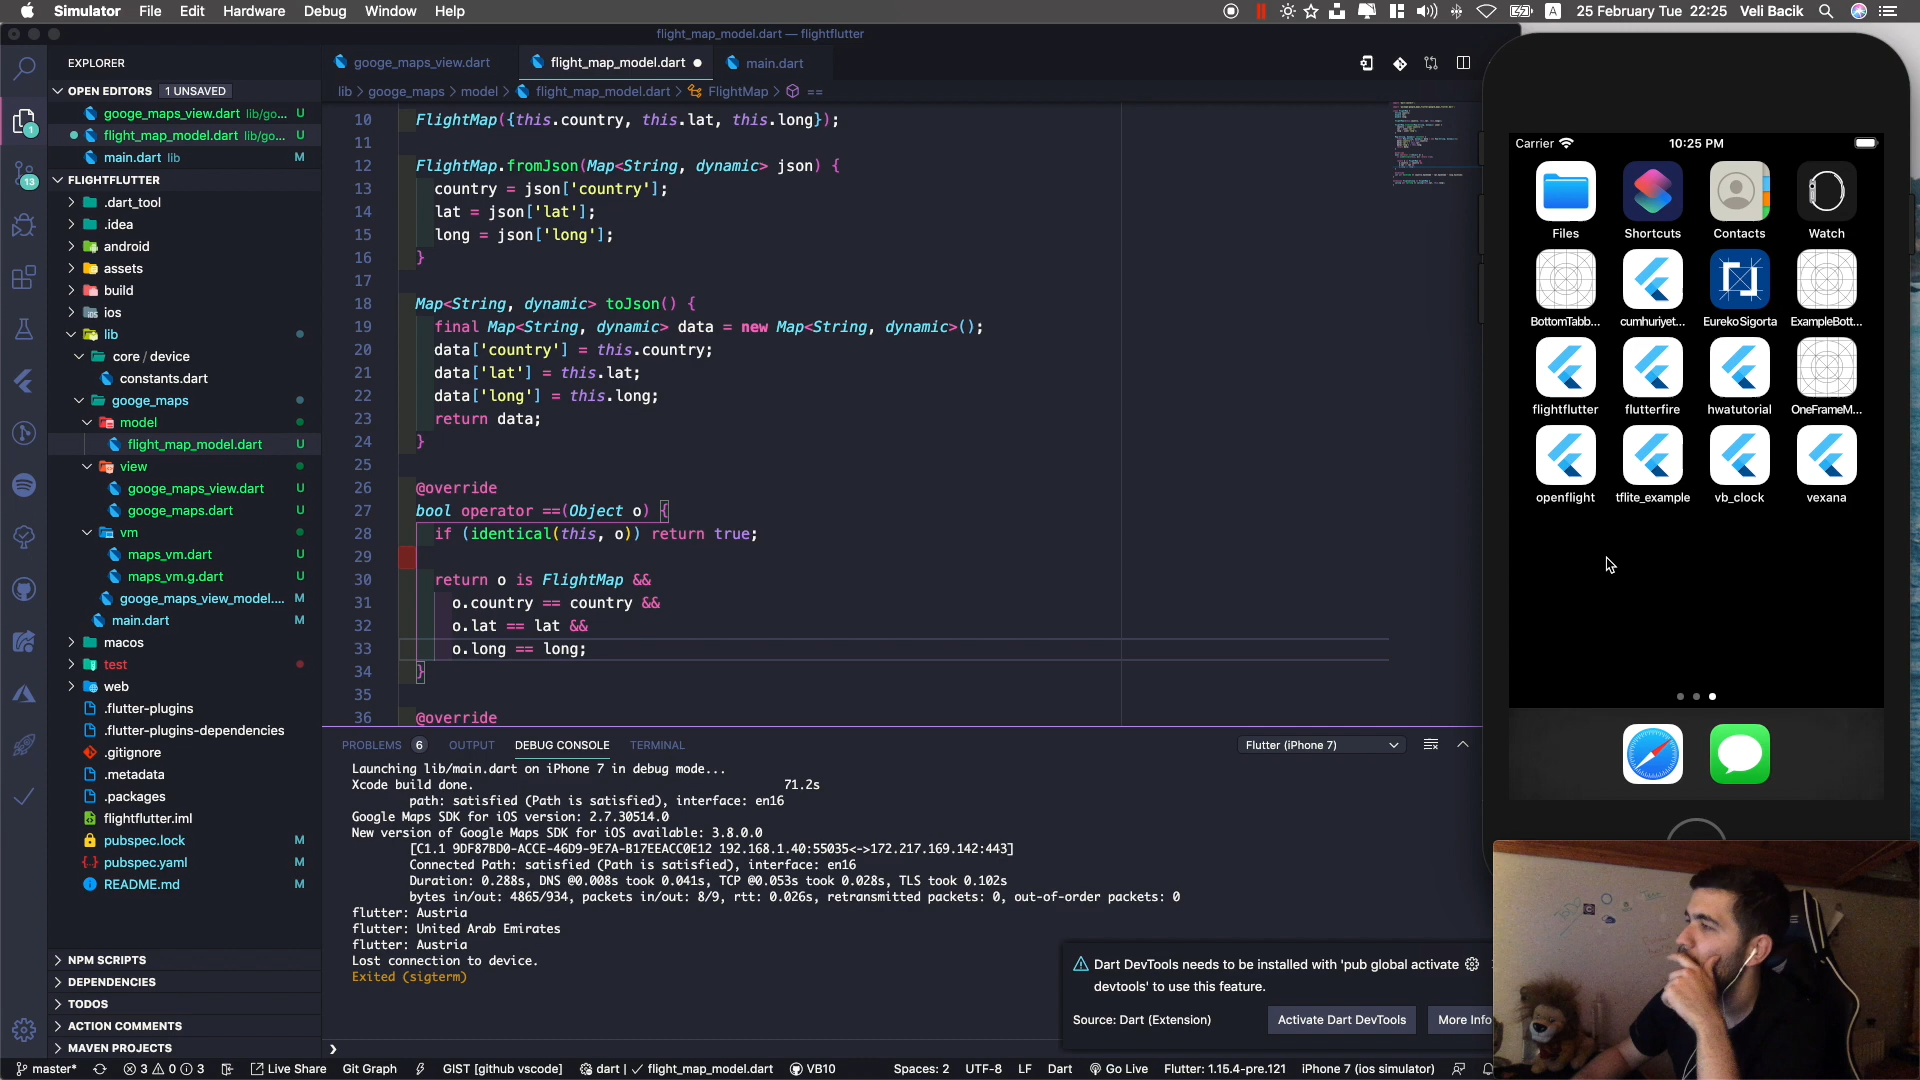 Simulator File Edit Hardware Debug Window Help
A 25 February Tue 22:25 Veli Bacik
flight_map_model.dart — flightflutter
EXPLORER
OPEN EDITORS 1 UNSAVED
googe_maps_view.dart lib/go... U
flight_map_model.dart lib/go... U
main.dart lib M
FLIGHTFLUTTER
.dart_tool
.idea
android
assets
build
ios
lib
core / device
constants.dart
googe_maps
model
flight_map_model.dart U
view
googe_maps_view.dart U
googe_maps.dart U
vm
maps_vm.dart U
maps_vm.g.dart U
googe_maps_view_model.... M
main.dart M
macos
test
web
.flutter-plugins
.flutter-plugins-dependencies
.gitignore
.metadata
.packages
flightflutter.iml
pubspec.lock M
pubspec.yaml M
README.md M
NPM SCRIPTS
DEPENDENCIES
TODOS
ACTION COMMENTS
MAVEN PROJECTS
1
13
googe_maps_view.dart flight_map_model.dart main.dart
lib > googe_maps > model > flight_map_model.dart > FlightMap > ==
10 FlightMap({this.country, this.lat, this.long});
11
12 FlightMap.fromJson(Map<String, dynamic> json) {
13 country = json['country'];
14 lat = json['lat'];
15 long = json['long'];
16 }
17
18 Map<String, dynamic> toJson() {
19 final Map<String, dynamic> data = new Map<String, dynamic>();
20 data['country'] = this.country;
21 data['lat'] = this.lat;
22 data['long'] = this.long;
23 return data;
24 }
25
26 @override
27 bool operator ==(Object o) {
28 if (identical(this, o)) return true;
29
30 return o is FlightMap &&
31 o.country == country &&
32 o.lat == lat &&
33 o.long == long;
34 }
35
36 @override
PROBLEMS 6 OUTPUT DEBUG CONSOLE TERMINAL Flutter (iPhone 7)
Launching lib/main.dart on iPhone 7 in debug mode...
Xcode build done. 71.2s
path: satisfied (Path is satisfied), interface: en16
Google Maps SDK for iOS version: 2.7.30514.0
New version of Google Maps SDK for iOS available: 3.8.0.0
[C1.1 9DF87BD0-ACCE-46D9-9E7A-B17EEACC0E12 192.168.1.40:55035<->172.217.169.142:443]
Connected Path: satisfied (Path is satisfied), interface: en16
Duration: 0.288s, DNS @0.008s took 0.041s, TCP @0.053s took 0.028s, TLS took 0.102s
bytes in/out: 4865/934, packets in/out: 8/9, rtt: 0.026s, retransmitted packets: 0, out-of-order packets: 0
flutter: Austria
flutter: United Arab Emirates
flutter: Austria
Lost connection to device.
Exited (sigterm)
Dart DevTools needs to be installed with 'pub global activate
devtools' to use this feature.
Source: Dart (Extension) Activate Dart DevTools More Info
Carrier 10:25 PM
Files Shortcuts Contacts Watch
BottomTabb... cumhuriyet... Eureko Sigorta ExampleBott...
flightflutter flutterfire hwatutorial OneFrameM...
openflight tflite_example vb_clock vexana
master* 3 0 3 Live Share Git Graph GIST [github vscode] dart | flight_map_model.dart VB10 Spaces: 2 UTF-8 LF Dart Go Live Flutter: 1.15.4-pre.121 iPhone 7 (ios simulator)